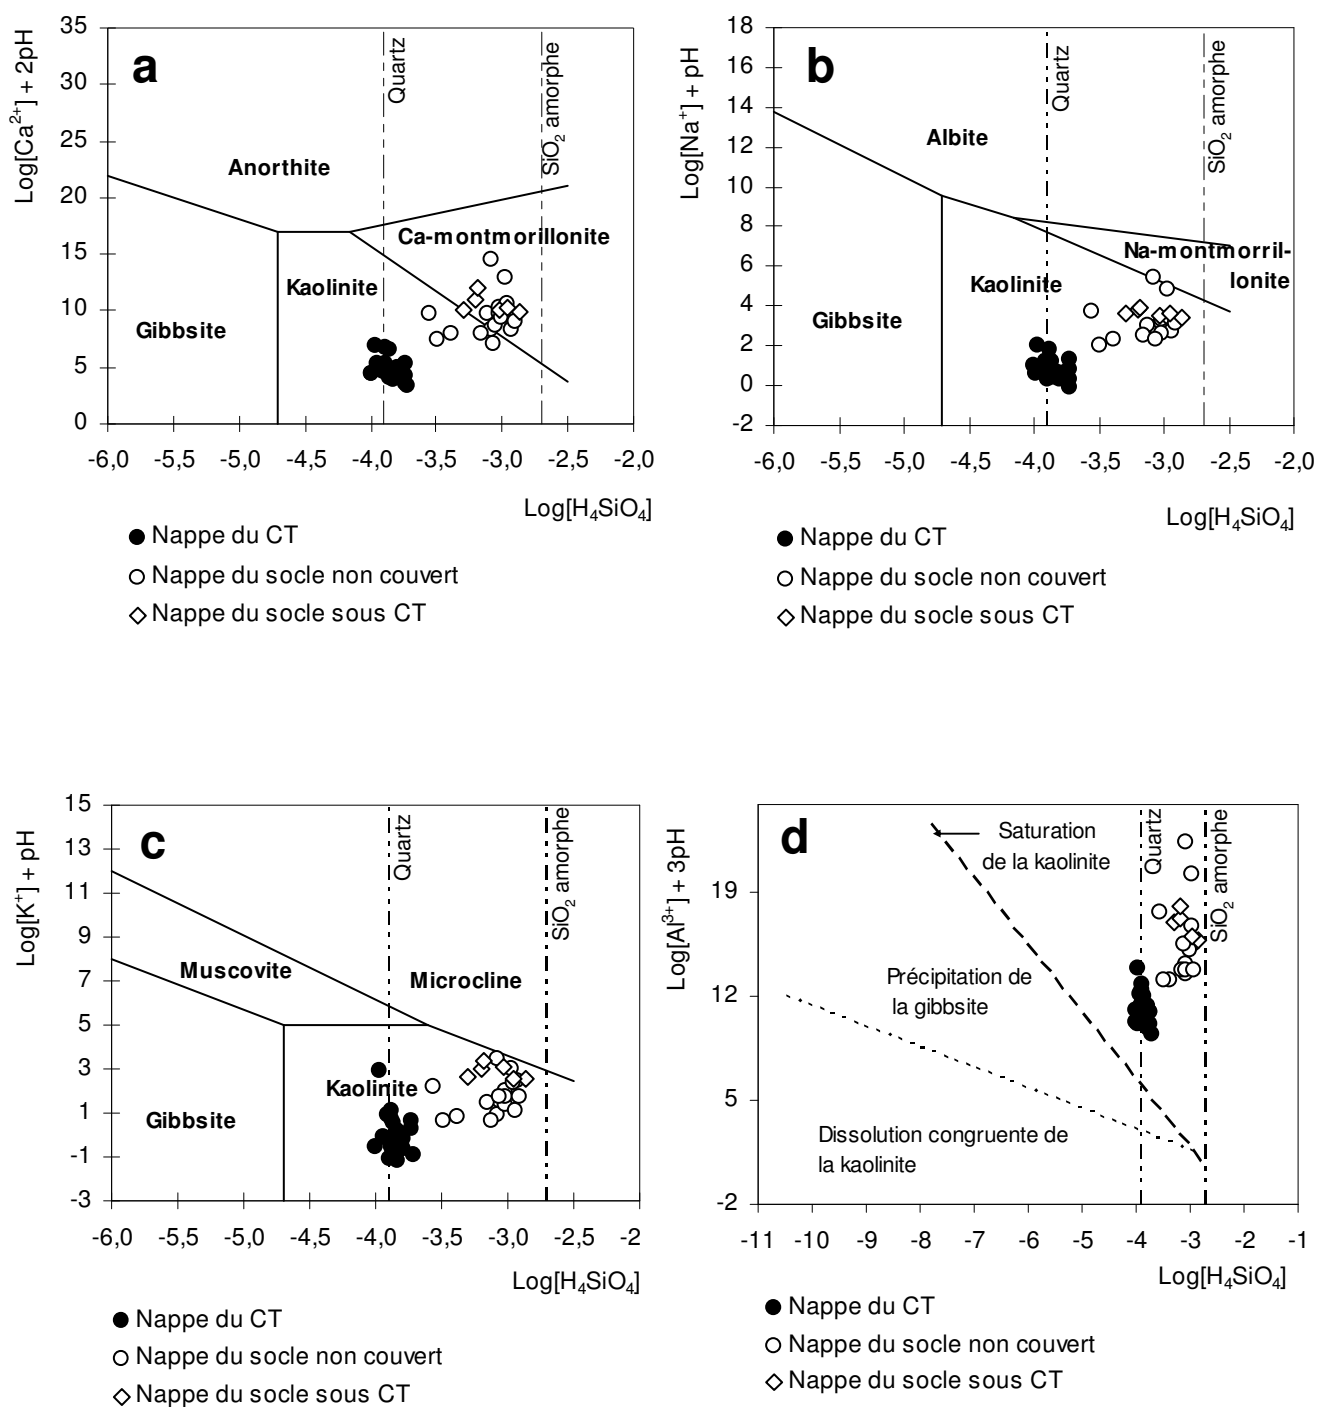 a
Log[Ca²⁺] + 2pH
35
30
25
20
15
10
5
0
Quartz
SiO₂ amorphe
Anorthite
Ca-montmorillonite
Kaolinite
Gibbsite
-6,0 -5,5 -5,0 -4,5 -4,0 -3,5 -3,0 -2,5 -2,0
Log[H₄SiO₄]
Nappe du CT
Nappe du socle non couvert
Nappe du socle sous CT
b
Log[Na⁺] + pH
18
16
14
12
10
8
6
4
2
0
-2
Quartz
SiO₂ amorphe
Albite
Na-montmorril-
lonite
Kaolinite
Gibbsite
-6,0 -5,5 -5,0 -4,5 -4,0 -3,5 -3,0 -2,5 -2,0
Log[H₄SiO₄]
Nappe du CT
Nappe du socle non couvert
Nappe du socle sous CT
c
Log[K⁺] + pH
15
13
11
9
7
5
3
1
-1
-3
Quartz
SiO₂ amorphe
Muscovite
Microcline
Kaolinite
Gibbsite
-6,0 -5,5 -5,0 -4,5 -4,0 -3,5 -3,0 -2,5 -2
Log[H₄SiO₄]
Nappe du CT
Nappe du socle non couvert
Nappe du socle sous CT
d
Log[Al³⁺] + 3pH
19
12
5
-2
Saturation
de la kaolinite
Quartz
SiO₂ amorphe
Précipitation de
la gibbsite
Dissolution congruente de
la kaolinite
-11 -10 -9 -8 -7 -6 -5 -4 -3 -2 -1
Log[H₄SiO₄]
Nappe du CT
Nappe du socle non couvert
Nappe du socle sous CT